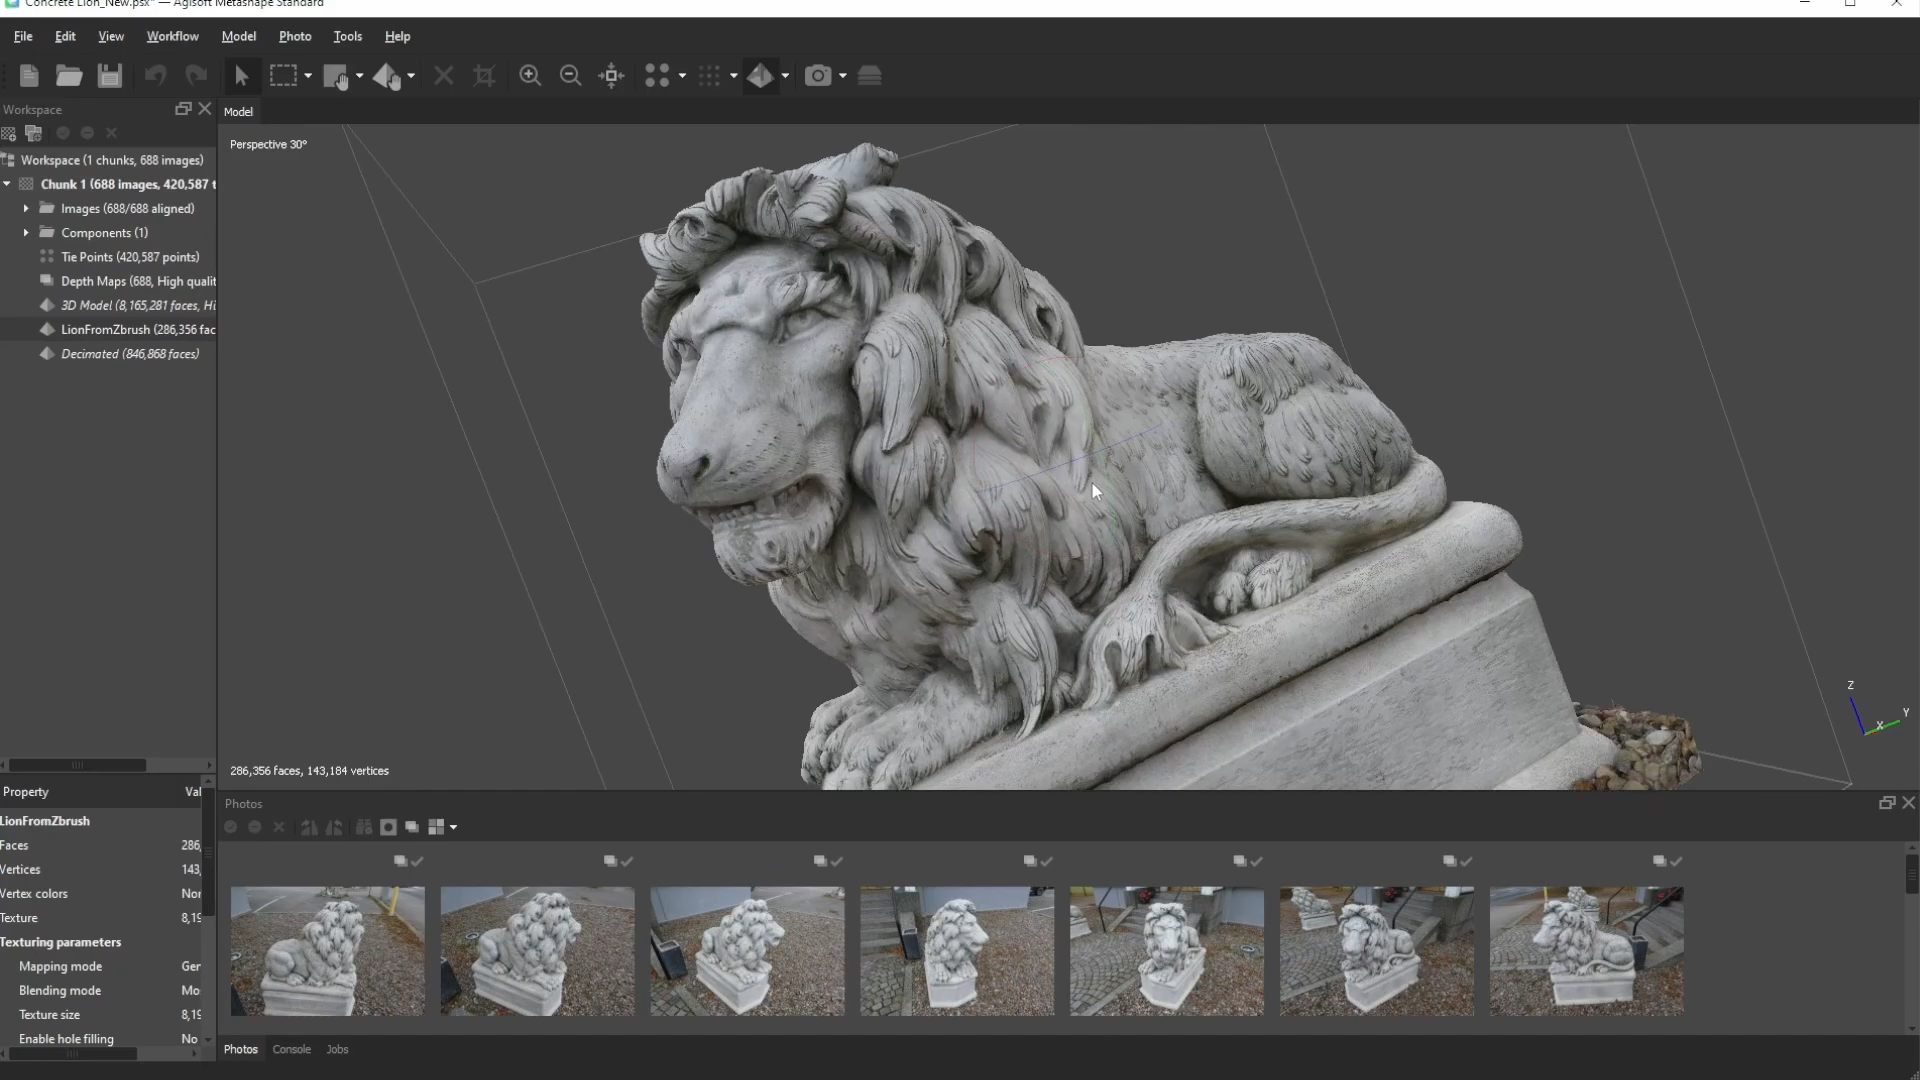 Concrete Lion_New.psx* — Agisoft Metashape Standard
File Edit View Workflow Model Photo Tools Help
Workspace
Model
Perspective 30°
Workspace (1 chunks, 688 images)
Chunk 1 (688 images, 420,587 t
Images (688/688 aligned)
Components (1)
Tie Points (420,587 points)
Depth Maps (688, High qualit
3D Model (8,165,281 faces, Hi
LionFromZbrush (286,356 fac
Decimated (846,868 faces)
Z
Y
X
286,356 faces, 143,184 vertices
Property Val
LionFromZbrush
Faces 286,
Vertices 143,
Vertex colors Nor
Texture 8,19
Texturing parameters
Mapping mode Ger
Blending mode Mo
Texture size 8,19
Enable hole filling No
Photos
Photos Console Jobs